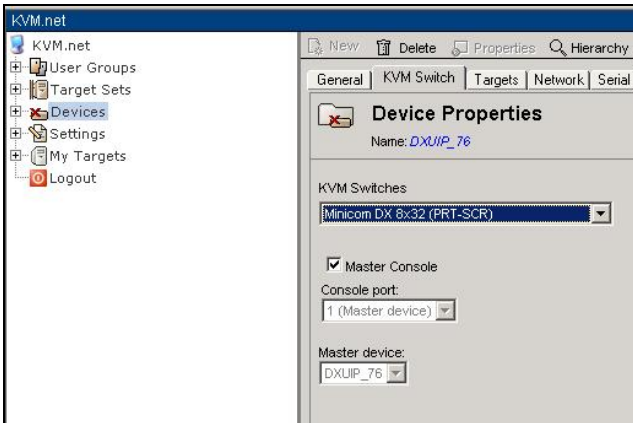 KVM.net
KVM.net
User Groups
Target Sets
Devices
Settings
My Targets
Logout
New Delete Properties Hierarchy
General KVM Switch Targets Network Serial
Device Properties
Name: DXUIP_76
KVM Switches
Minicom DX 8x32 (PRT-SCR)
Master Console
Console port:
1 (Master device)
Master device:
DXUIP_76